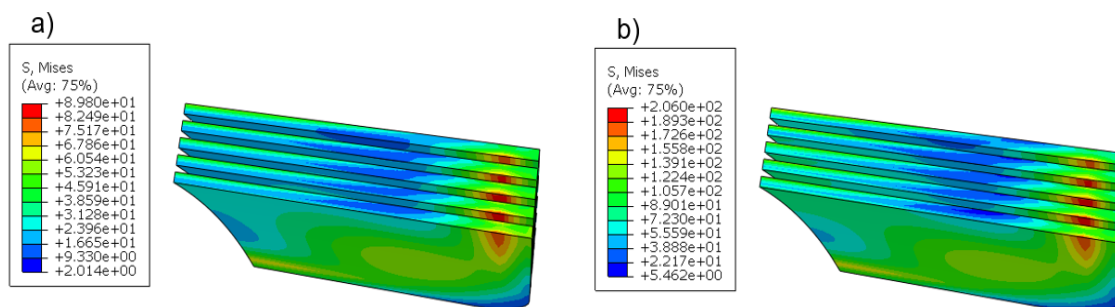 a)
S, Mises
(Avg: 75%)
+8.980e+01
+8.249e+01
+7.517e+01
+6.786e+01
+6.054e+01
+5.323e+01
+4.591e+01
+3.859e+01
+3.128e+01
+2.396e+01
+1.665e+01
+9.330e+00
+2.014e+00
b)
S, Mises
(Avg: 75%)
+2.060e+02
+1.893e+02
+1.726e+02
+1.558e+02
+1.391e+02
+1.224e+02
+1.057e+02
+8.901e+01
+7.230e+01
+5.559e+01
+3.888e+01
+2.217e+01
+5.462e+00